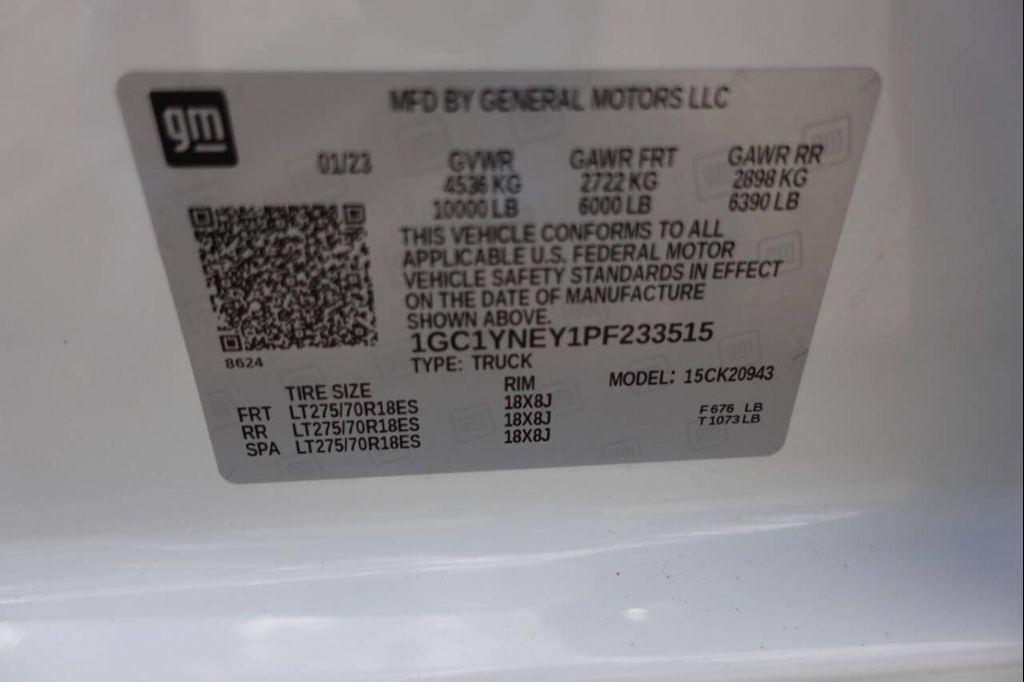 gm
MFD BY GENERAL MOTORS LLC
01/23 GVWR GAWR FRT GAWR RR
4536 KG 2722 KG 2898 KG
10000 LB 6000 LB 6390 LB
THIS VEHICLE CONFORMS TO ALL
APPLICABLE U.S. FEDERAL MOTOR
VEHICLE SAFETY STANDARDS IN EFFECT
ON THE DATE OF MANUFACTURE
SHOWN ABOVE.
1GC1YNEY1PF233515
8624
TYPE: TRUCK
TIRE SIZE RIM MODEL: 15CK20943
FRT LT275/70R18ES 18X8J F 676 LB
RR LT275/70R18ES 18X8J T 1073 LB
SPA LT275/70R18ES 18X8J